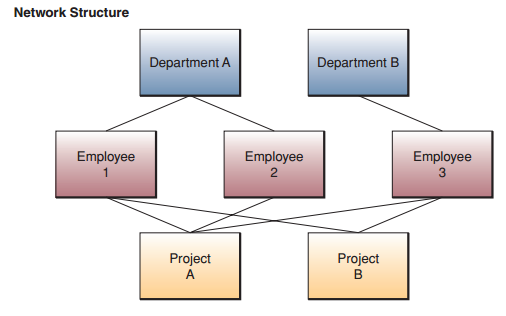 Network Structure
Department A
Department B
Employee
1
Employee
2
Employee
3
Project
A
Project
B